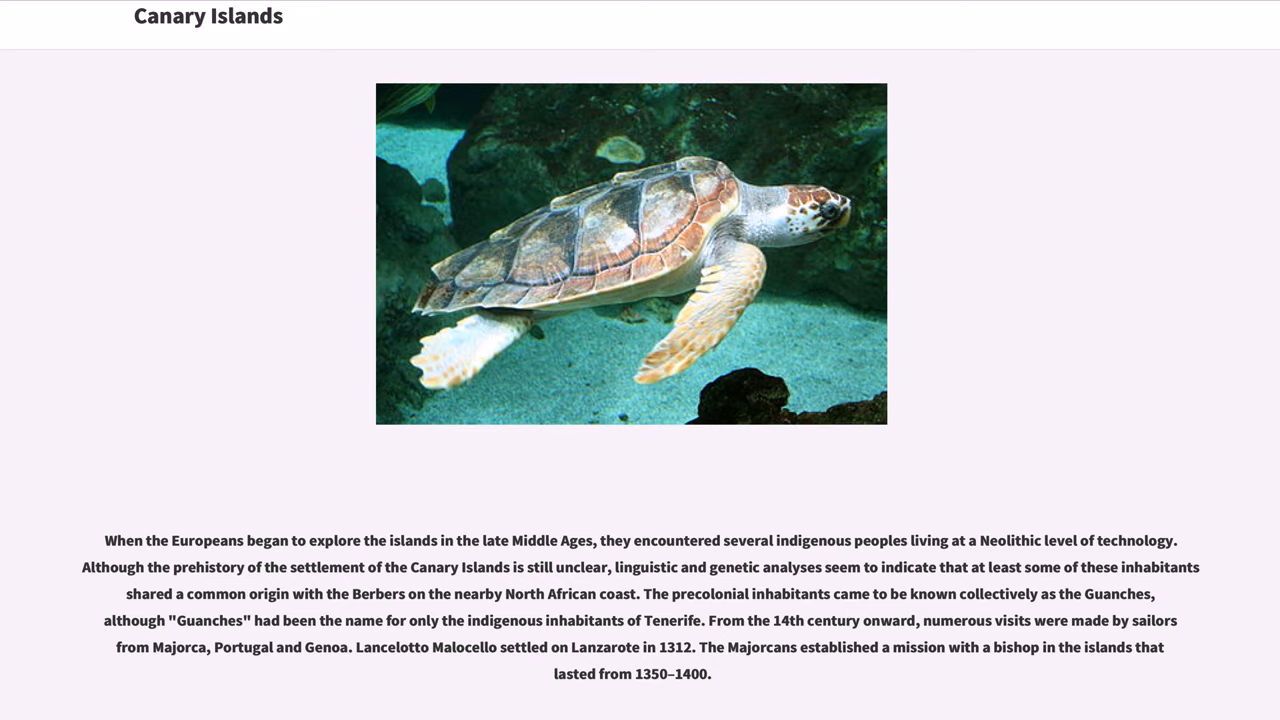 Canary Islands
When the Europeans began to explore the islands in the late Middle Ages, they encountered several indigenous peoples living at a Neolithic level of technology.
Although the prehistory of the settlement of the Canary Islands is still unclear, linguistic and genetic analyses seem to indicate that at least some of these inhabitants
shared a common origin with the Berbers on the nearby North African coast. The precolonial inhabitants came to be known collectively as the Guanches,
although "Guanches" had been the name for only the indigenous inhabitants of Tenerife. From the 14th century onward, numerous visits were made by sailors
from Majorca, Portugal and Genoa. Lancelotto Malocello settled on Lanzarote in 1312. The Majorcans established a mission with a bishop in the islands that
lasted from 1350–1400.